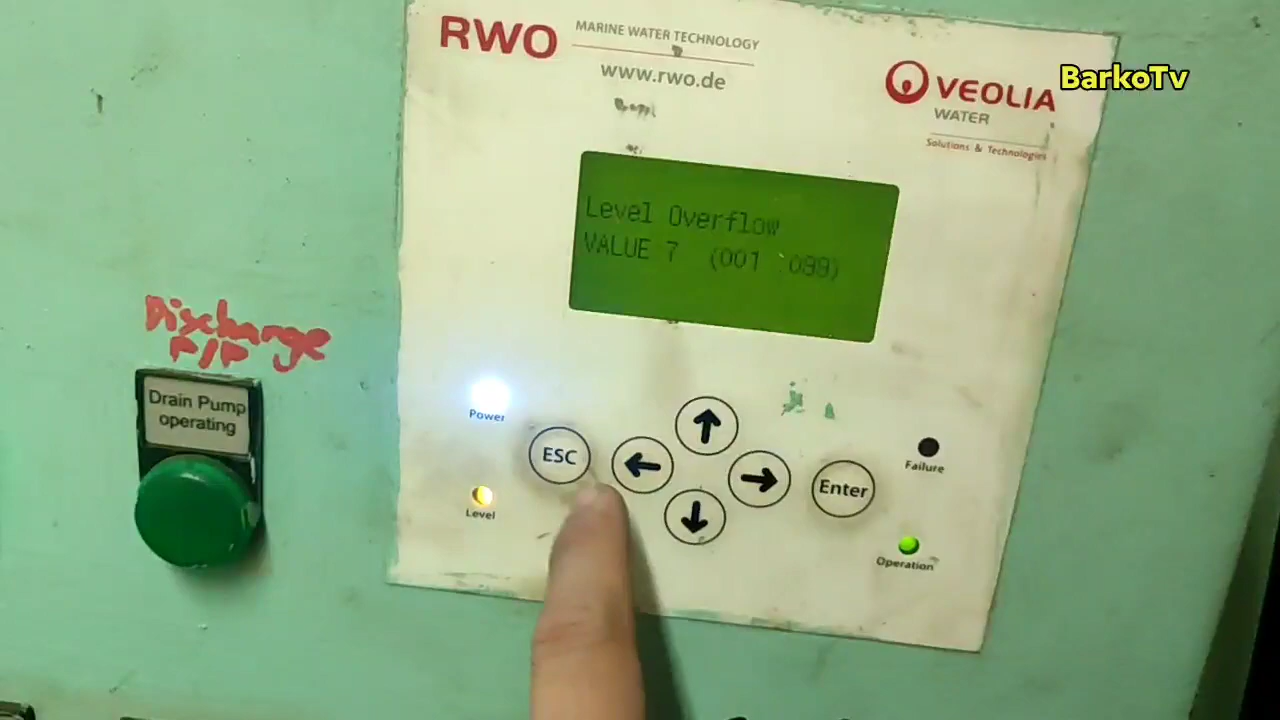 RWO
MARINE WATER TECHNOLOGY
www.rwo.de
VEOLIA
WATER
Solutions & Technologies
BarkoTv
Level Overflow
VALUE 7 (001 :099)
Discharge
P/P
Drain Pump
operating
Power
Level
ESC
Enter
Failure
Operation